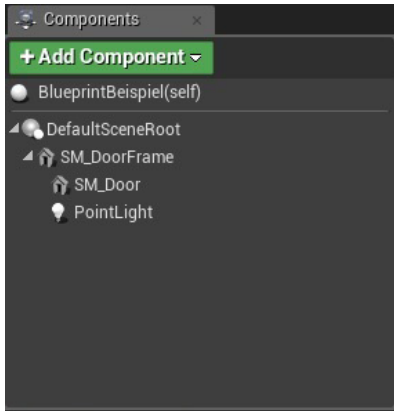 Components
+ Add Component
BlueprintBeispiel(self)
DefaultSceneRoot
SM_DoorFrame
SM_Door
PointLight